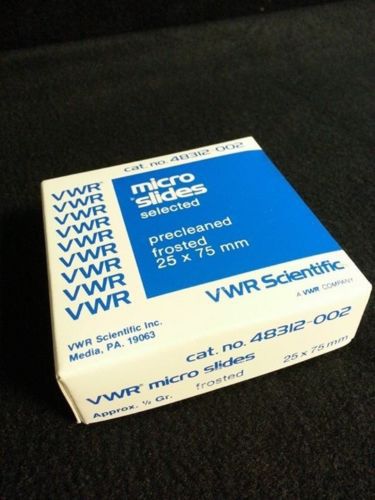 cat. no. 48312-002
VWR®
VWR
VWR
VWR
VWR
VWR
VWR
micro
slides
selected
precleaned
frosted
25 x 75 mm
VWR Scientific
A VWR COMPANY
VWR Scientific Inc.
Media, PA. 19063
cat. no. 48312-002
VWR® micro slides
frosted
25 x 75 mm
Approx. ½ Gr.